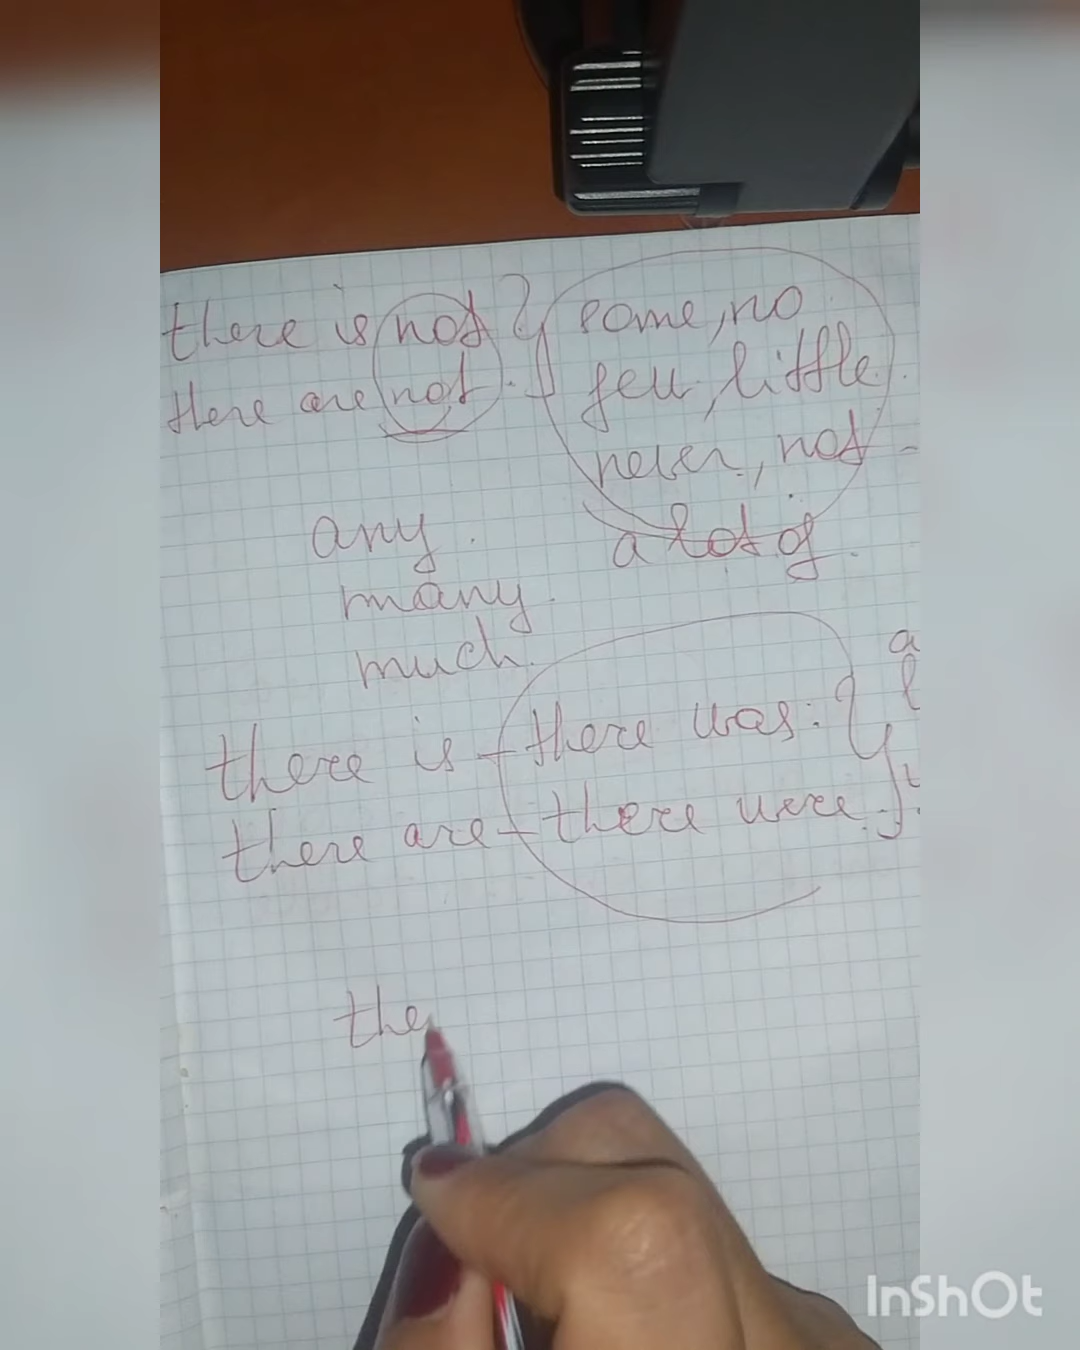 there is not } some, no
there are not. few, little.
never, not -
any. a lot of.
many.
much.
there is - there was:
there are - there were.
the
InShOt